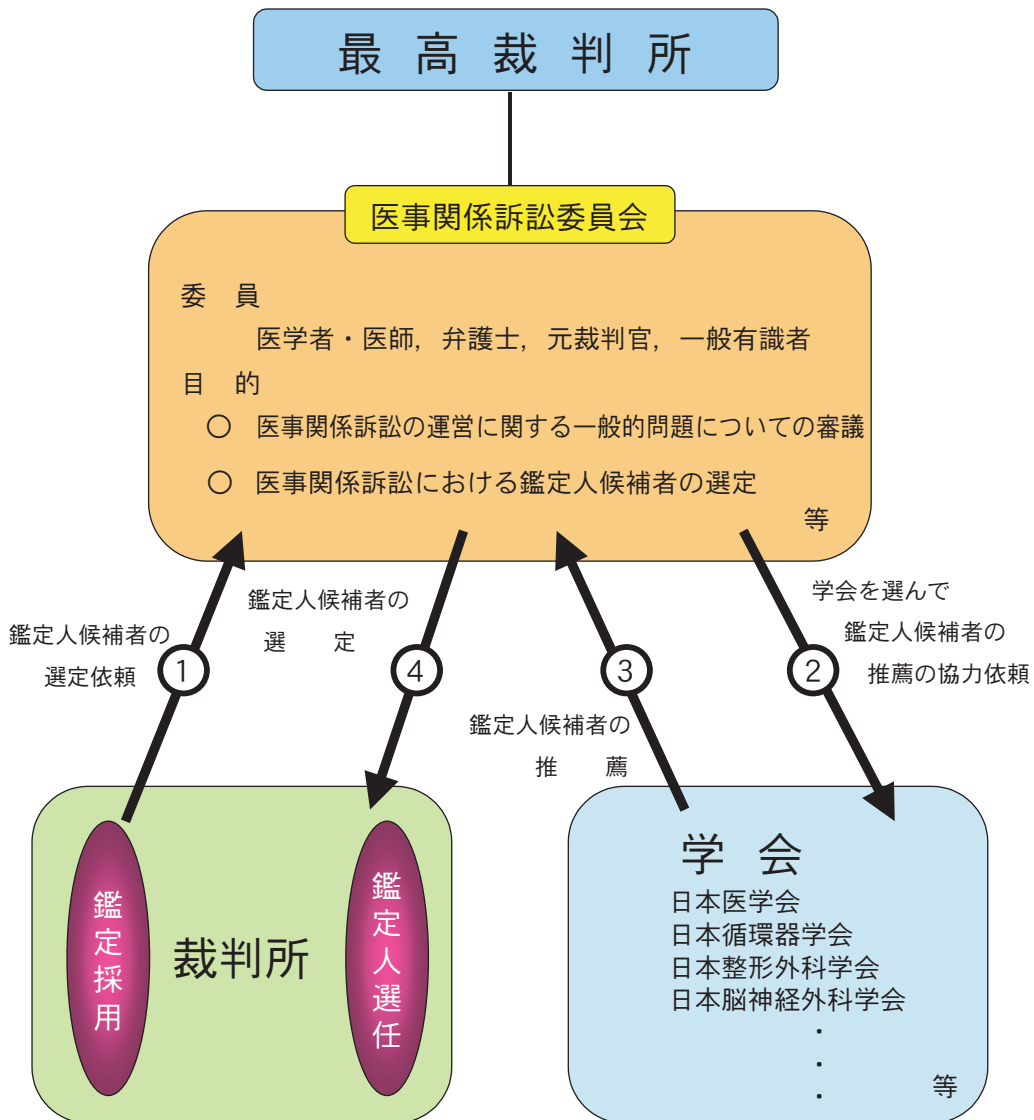 最高裁判所
医事関係訴訟委員会
委員
医学者・医師，弁護士，元裁判官，一般有識者
目的
○ 医事関係訴訟の運営に関する一般的問題についての審議
○ 医事関係訴訟における鑑定人候補者の選定
等
鑑定人候補者の
選定依頼
①
鑑定人候補者の
選定
④
③
鑑定人候補者の
推薦
②
学会を選んで
鑑定人候補者の
推薦の協力依頼
鑑定採用
裁判所
鑑定人選任
学会
日本医学会
日本循環器学会
日本整形外科学会
日本脳神経外科学会
・
・
・
等